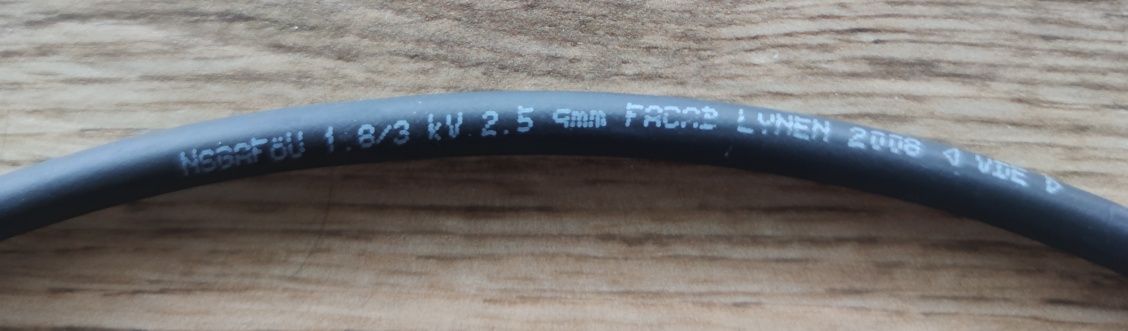 NSGAFöU 1.8/3 kV 2.5 qmm FACAB LYNEN 2008 ◁ VDE ▷